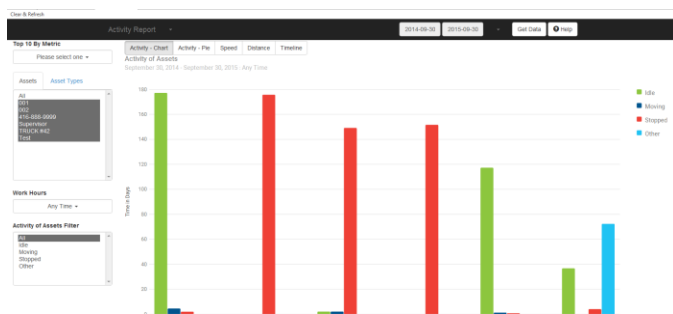 Clear & Refresh
Activity Report
2014-09-30
2015-09-30
Get Data
Help
Top 10 By Metric
Please select one
Activity - Chart
Activity - Pie
Speed
Distance
Timeline
Activity of Assets
September 30, 2014 - September 30, 2015: Any Time
Assets
Asset Types
All
001
002
416-886-9999
Supervisor
TRUCK #42
Test
Work Hours
Any Time
Activity of Assets Filter
All
Idle
Moving
Stopped
Other
Time in Days
180
160
140
120
100
80
60
40
20
0
Idle
Moving
Stopped
Other